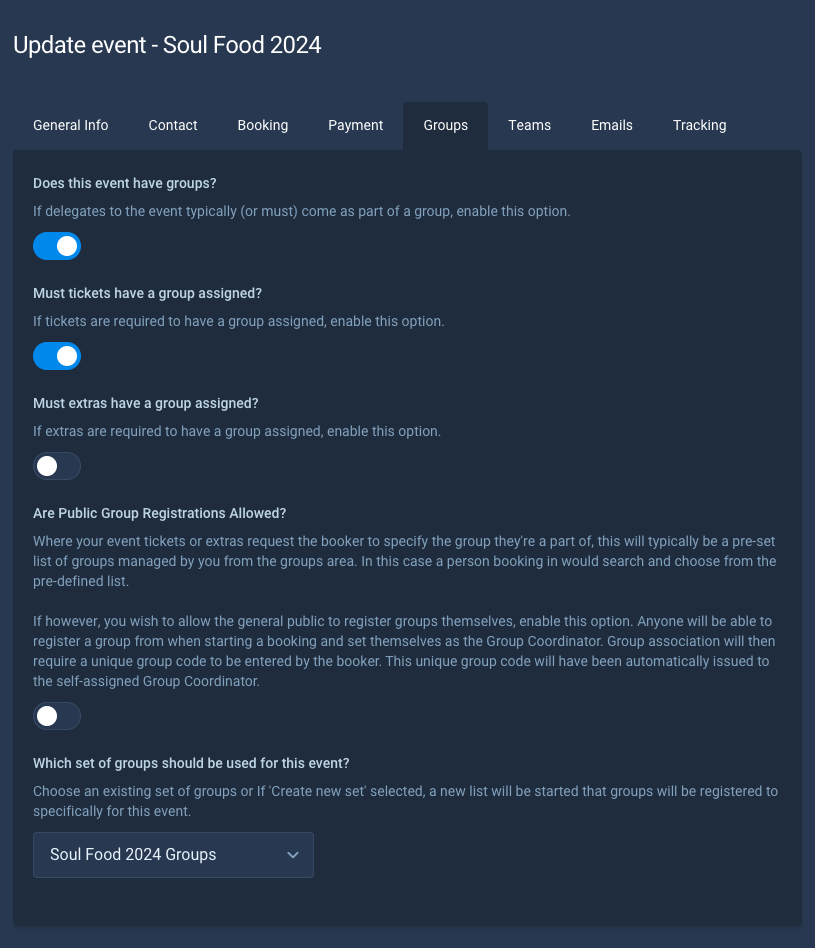 Update event - Soul Food 2024
General Info Contact Booking Payment Groups Teams Emails Tracking
Does this event have groups?
If delegates to the event typically (or must) come as part of a group, enable this option.
Must tickets have a group assigned?
If tickets are required to have a group assigned, enable this option.
Must extras have a group assigned?
If extras are required to have a group assigned, enable this option.
Are Public Group Registrations Allowed?
Where your event tickets or extras request the booker to specify the group they're a part of, this will typically be a pre-set
list of groups managed by you from the groups area. In this case a person booking in would search and choose from the
pre-defined list.
If however, you wish to allow the general public to register groups themselves, enable this option. Anyone will be able to
register a group from when starting a booking and set themselves as the Group Coordinator. Group association will then
require a unique group code to be entered by the booker. This unique group code will have been automatically issued to
the self-assigned Group Coordinator.
Which set of groups should be used for this event?
Choose an existing set of groups or If 'Create new set' selected, a new list will be started that groups will be registered to
specifically for this event.
Soul Food 2024 Groups